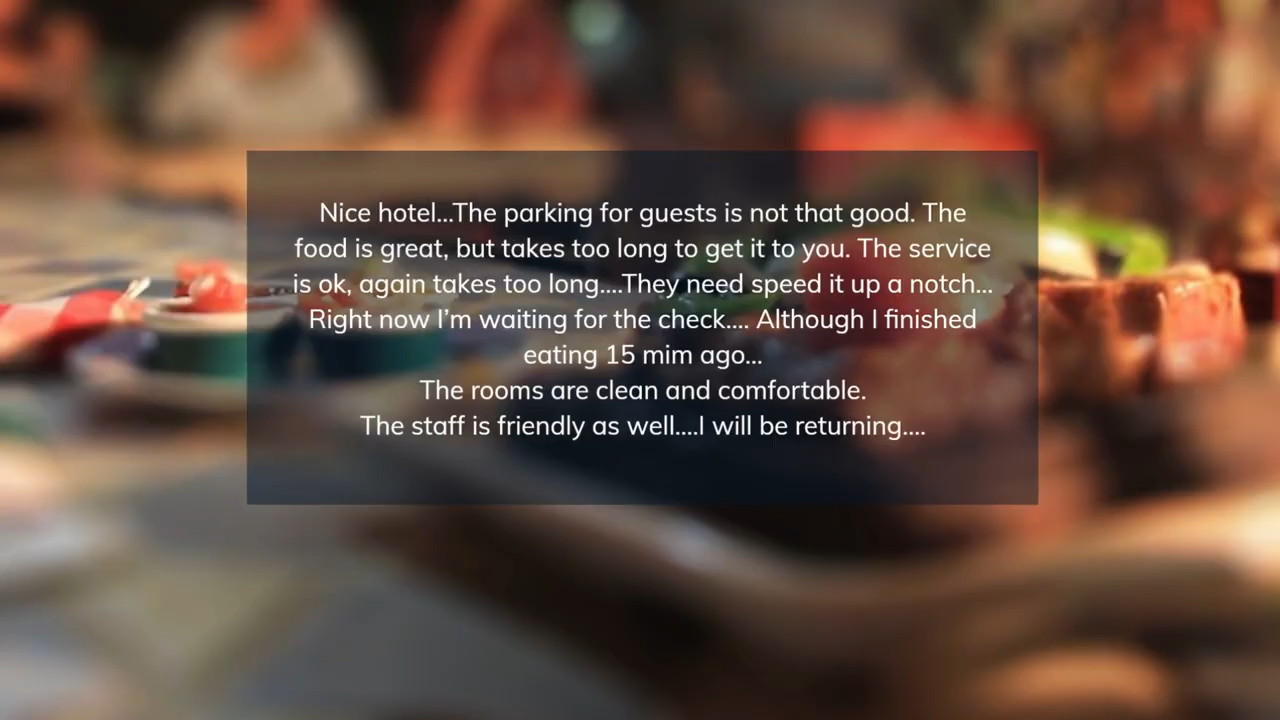 Nice hotel...The parking for guests is not that good. The
food is great, but takes too long to get it to you. The service
is ok, again takes too long....They need speed it up a notch...
Right now I’m waiting for the check.... Although I finished
eating 15 mim ago...
The rooms are clean and comfortable.
The staff is friendly as well....I will be returning....